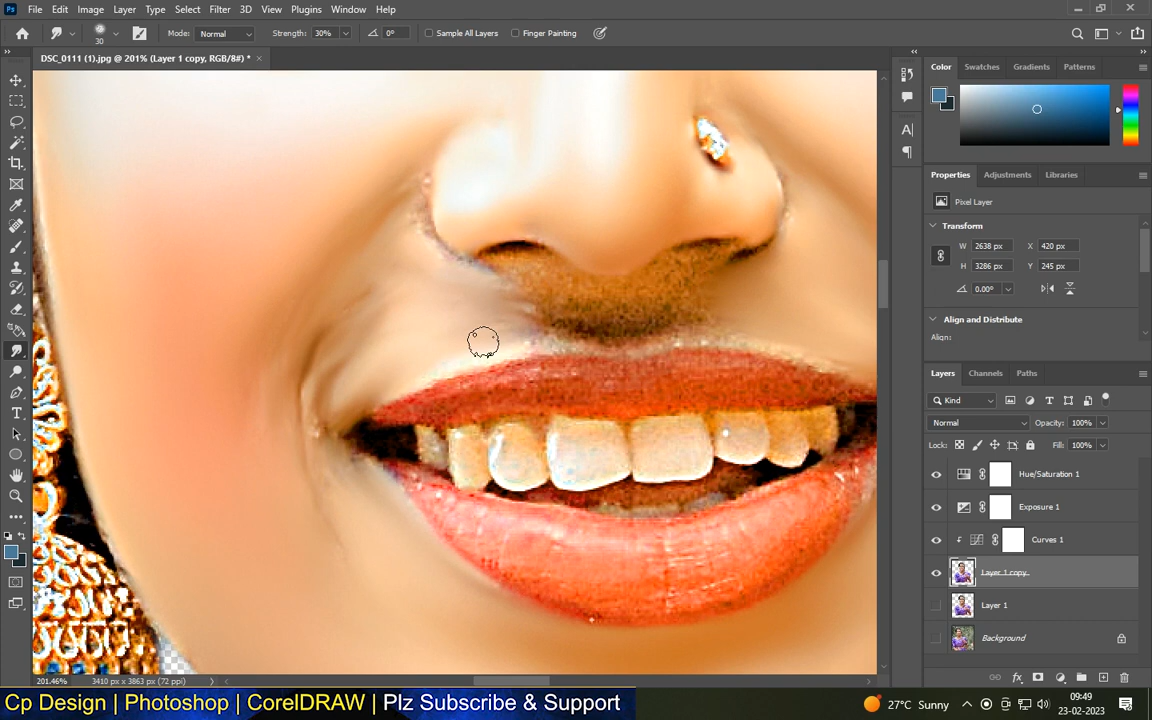 Ps File Edit Image Layer Type Select Filter 3D View Plugins Window Help
30 Mode: Normal Strength: 30% 0° Sample All Layers Finger Painting
DSC_0111 (1).jpg @ 201% (Layer 1 copy, RGB/8#) * ×
Color Swatches Gradients Patterns
Properties Adjustments Libraries
Pixel Layer
Transform
W 2638 px X 420 px
H 3286 px Y 245 px
0.00°
Align and Distribute
Align:
Layers Channels Paths
Kind
Normal Opacity: 100%
Lock: Fill: 100%
Hue/Saturation 1
Exposure 1
Curves 1
Layer 1 copy
Layer 1
Background
201.46% 3410 px x 3863 px (72 ppi)
Cp Design | Photoshop | CorelDRAW | Plz Subscribe & Support
27°C Sunny
09:49
23-02-2023